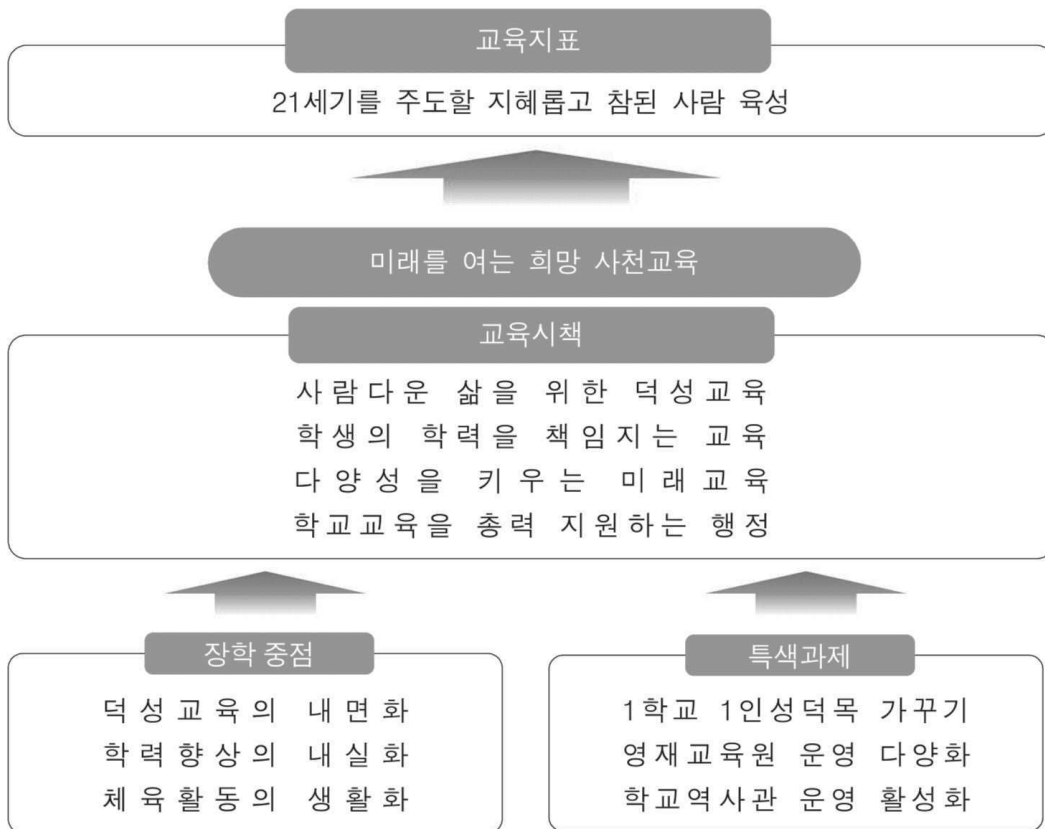 교육지표
21세기를 주도할 지혜롭고 참된 사람 육성
미래를 여는 희망 사천교육
교육시책
사람다운 삶을 위한 덕성교육
학생의 학력을 책임지는 교육
다양성을 키우는 미래교육
학교교육을 총력 지원하는 행정
장학 중점
덕성교육의 내면화
학력향상의 내실화
체육활동의 생활화
특색과제
1학교 1인성덕목 가꾸기
영재교육원 운영 다양화
학교역사관 운영 활성화